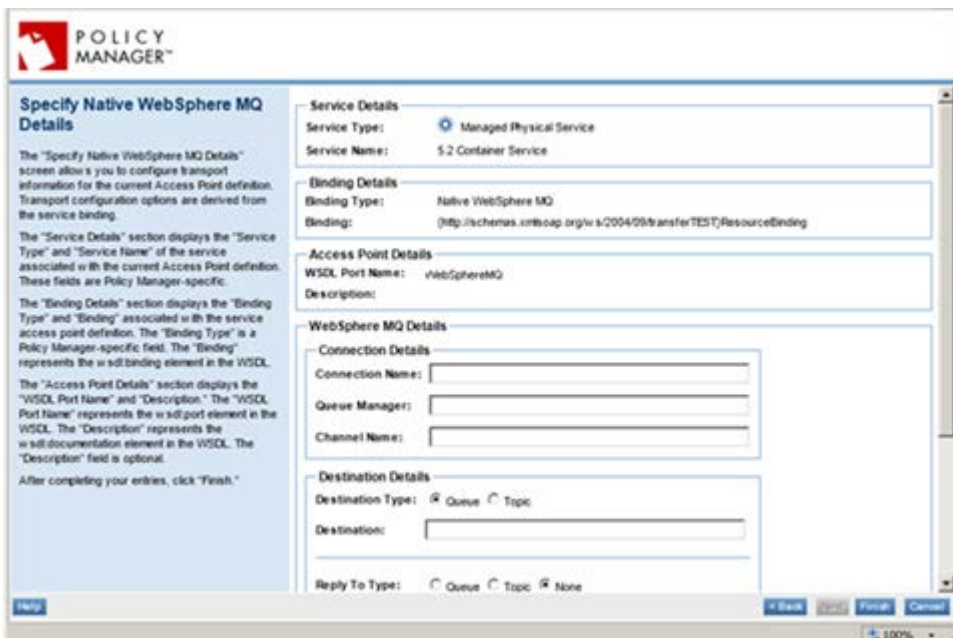 POLICY
MANAGER™
Specify Native WebSphere MQ
Details
The "Specify Native WebSphere MQ Details"
screen allows you to configure transport
information for the current Access Point definition.
Transport configuration options are derived from
the service binding.
The "Service Details" section displays the "Service
Type" and "Service Name" of the service
associated with the current Access Point definition.
These fields are Policy Manager-specific.
The "Binding Details" section displays the "Binding
Type" and "Binding" associated with the service
access point definition. The "Binding Type" is a
Policy Manager-specific field. The "Binding"
represents the wsdl:binding element in the WSDL.
The "Access Point Details" section displays the
"WSDL Port Name" and "Description." The "WSDL
Port Name" represents the wsdl:port element in the
WSDL. The "Description" represents the
wsdl:documentation element in the WSDL. The
"Description" field is optional.
After completing your entries, click "Finish."
Service Details
Service Type: Managed Physical Service
Service Name: 5.2 Container Service
Binding Details
Binding Type: Native WebSphere MQ
Binding: {http://schemas.xmlsoap.org/ws/2004/09/transferTEST}ResourceBinding
Access Point Details
WSDL Port Name: WebSphereMQ
Description:
WebSphere MQ Details
Connection Details
Connection Name:
Queue Manager:
Channel Name:
Destination Details
Destination Type: Queue Topic
Destination:
Reply To Type: Queue Topic None
Help
< Back Next > Finish Cancel
100%